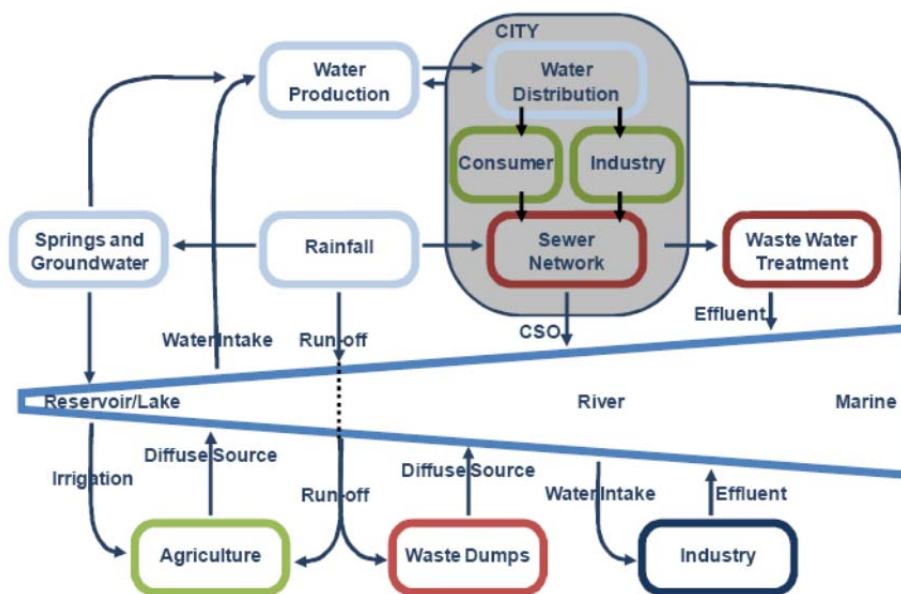 CITY
Water
Production
Water
Distribution
Consumer
Industry
Springs and
Groundwater
Rainfall
Sewer
Network
Waste Water
Treatment
Water Intake
Run-off
CSO
Effluent
Reservoir/Lake
River
Marine
Irrigation
Diffuse Source
Run-off
Diffuse Source
Water Intake
Effluent
Agriculture
Waste Dumps
Industry